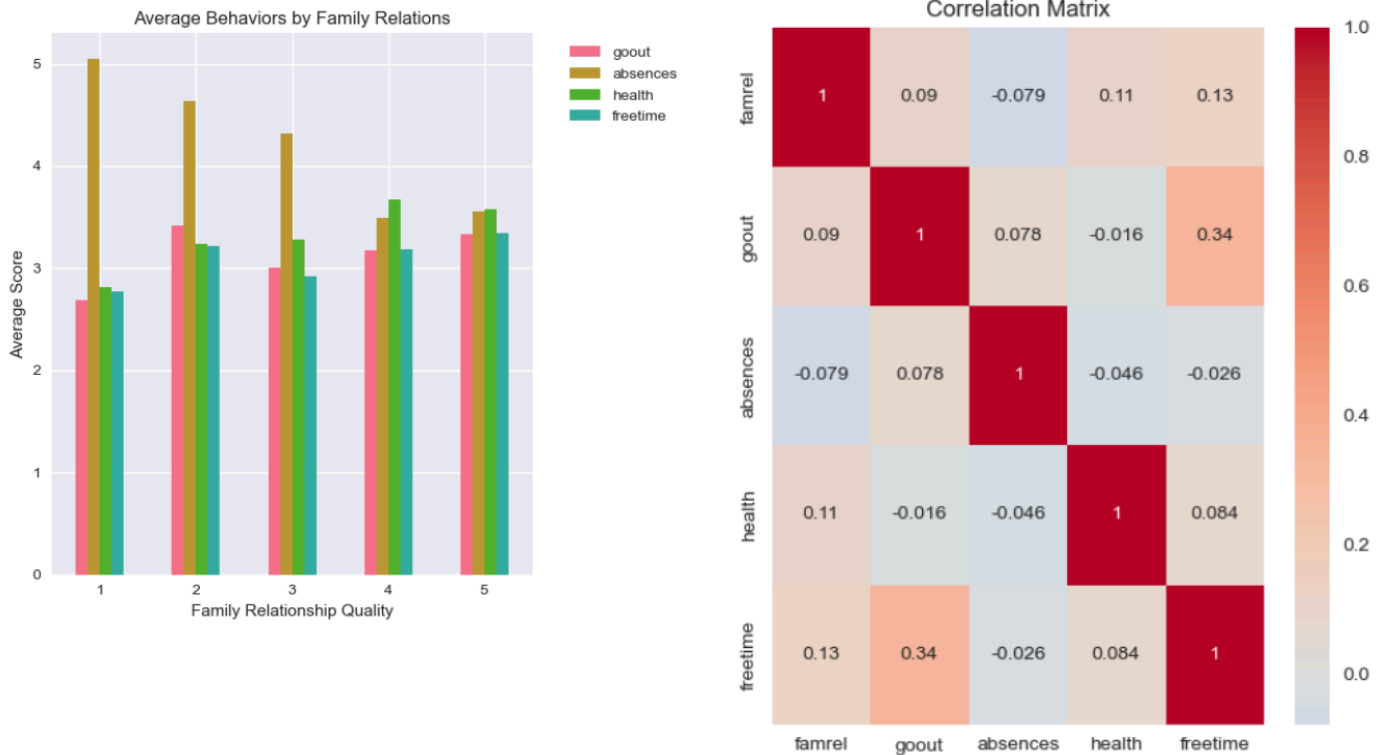 Average Behaviors by Family Relations
goout
absences
health
freetime
Average Score
5
4
3
2
1
0
1 2 3 4 5
Family Relationship Quality
Correlation Matrix
famrel 1 0.09 -0.079 0.11 0.13
goout 0.09 1 0.078 -0.016 0.34
absences -0.079 0.078 1 -0.046 -0.026
health 0.11 -0.016 -0.046 1 0.084
freetime 0.13 0.34 -0.026 0.084 1
famrel goout absences health freetime
1.0
0.8
0.6
0.4
0.2
0.0